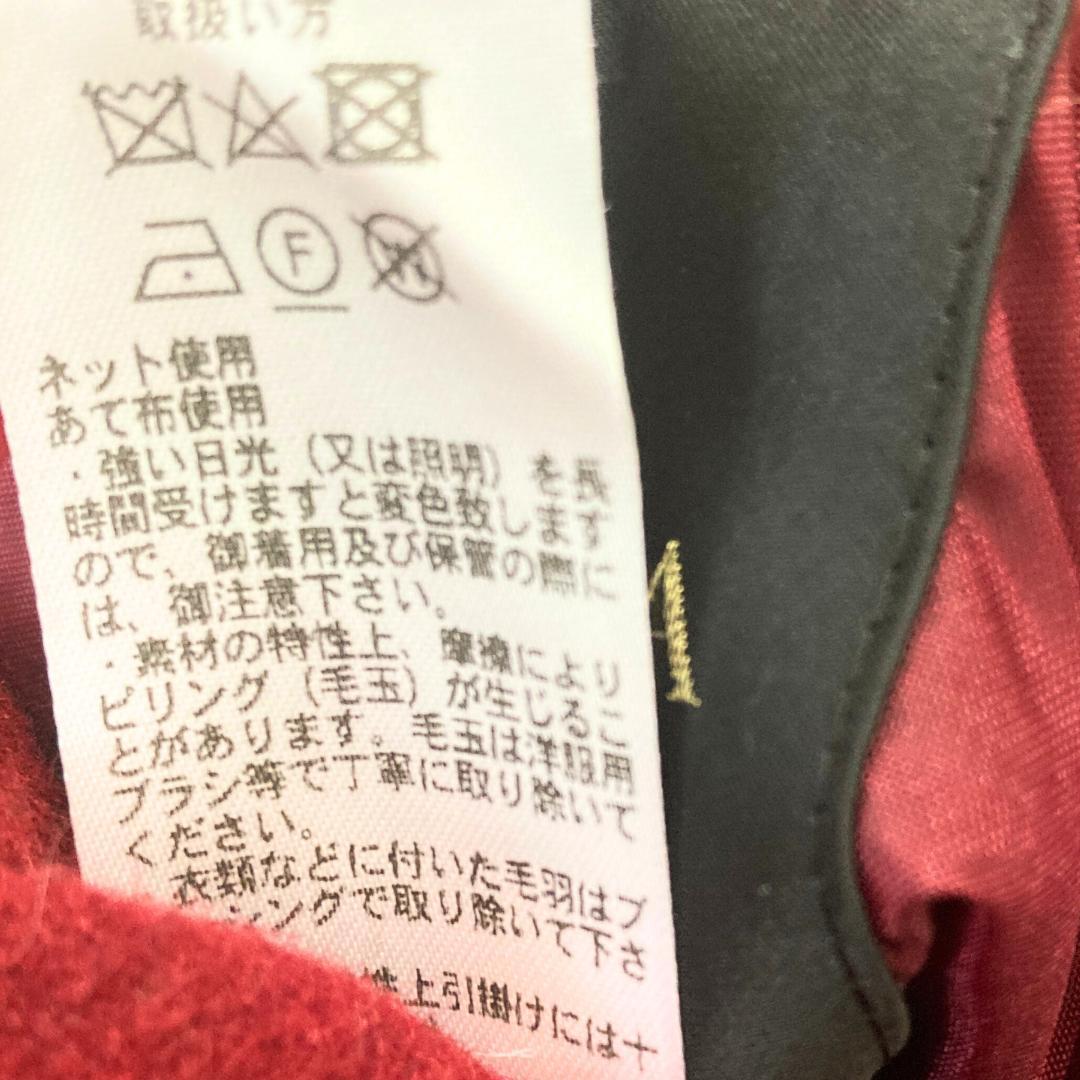 取扱い方
F
ネット使用
あて布使用
・強い日光（又は照明）を長
時間受けますと変色致します
ので、御着用及び保管の際に
は、御注意下さい。
・素材の特性上、摩擦により
ピリング（毛玉）が生じるこ
とがあります。毛玉は洋服用
ブラシ等で丁寧に取り除いて
ください。
衣類などに付いた毛羽はブ
シングで取り除いて下さ
性上引掛けには十